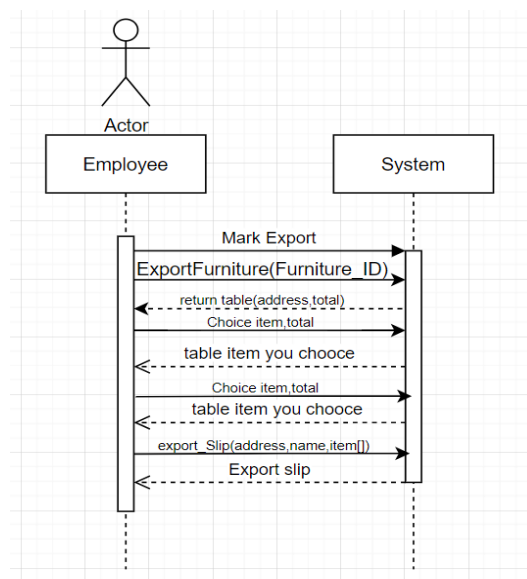 Actor
Employee
System
Mark Export
ExportFurniture(Furniture_ID)
return table(address,total)
Choice item,total
table item you chooce
Choice item,total
table item you chooce
export_Slip(address,name,item[])
Export slip